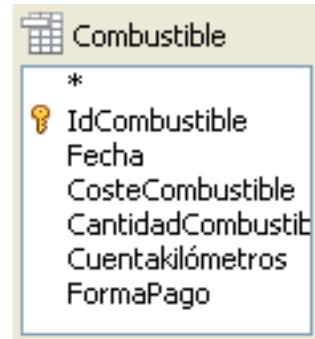 Combustible
*
IdCombustible
Fecha
CosteCombustible
CantidadCombustib
Cuentakilómetros
FormaPago